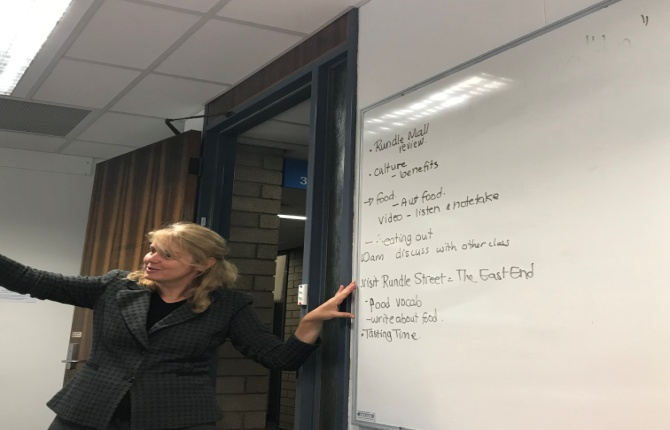 • Rundle Mall
review
• culture
- benefits
→ food
- Aus food.
video - listen & notetake
- eating out
10am discuss with other class
visit Rundle Street = The East End
- food vocab
- write about food.
• Tasting Time
3